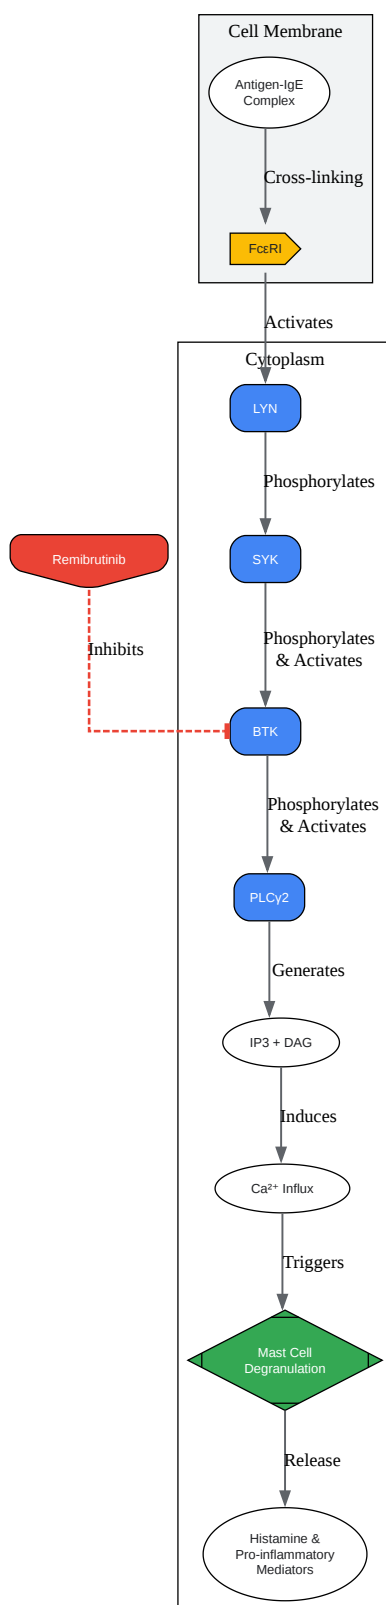 Cell Membrane
Antigen-IgE
Complex
Cross-linking
FcεRI
Activates
Cytoplasm
LYN
Phosphorylates
SYK
Remibrutinib
Phosphorylates
& Activates
Inhibits
BTK
Phosphorylates
& Activates
PLCγ2
Generates
IP3 + DAG
Induces
Ca²⁺ Influx
Triggers
Mast Cell
Degranulation
Release
Histamine &
Pro-inflammatory
Mediators